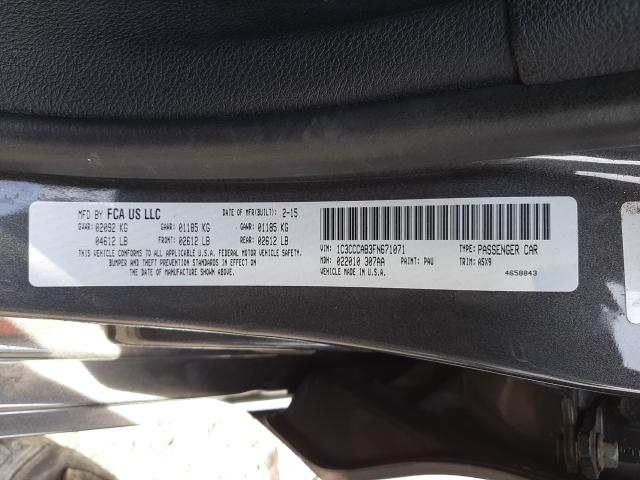 MFD BY FCA US LLC DATE OF MFR(BUILT): 2-15
GVWR: 02092 KG GAWR: 01185 KG GAWR: 01185 KG
04612 LB FRONT: 02612 LB REAR: 02612 LB
THIS VEHICLE CONFORMS TO ALL APPLICABLE U.S.A. FEDERAL MOTOR VEHICLE SAFETY,
BUMPER AND THEFT PREVENTION STANDARDS IN EFFECT ON
THE DATE OF MANUFACTURE SHOWN ABOVE.
VIN: 1C3CCCAB3FN671071 TYPE: PASSENGER CAR
MDH: 022010 307AA PAINT: PAU TRIM: A5X9
VEHICLE MADE IN U.S.A. 4658843